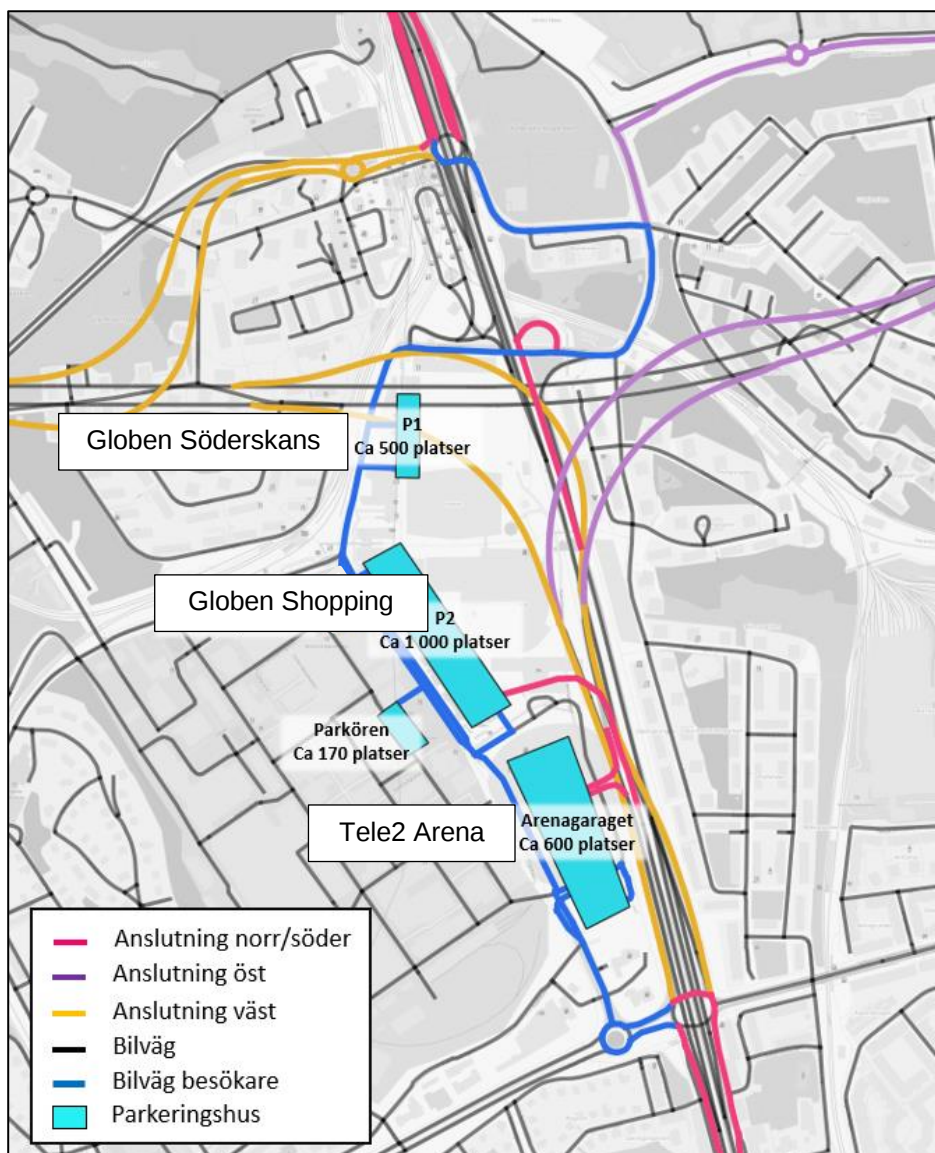 Globen Söderskans
P1
Ca 500 platser
Globen Shopping
P2
Ca 1 000 platser
Parkören
Ca 170 platser
Tele2 Arena
Arenagaraget
Ca 600 platser
Anslutning norr/söder
Anslutning öst
Anslutning väst
Bilväg
Bilväg besökare
Parkeringshus